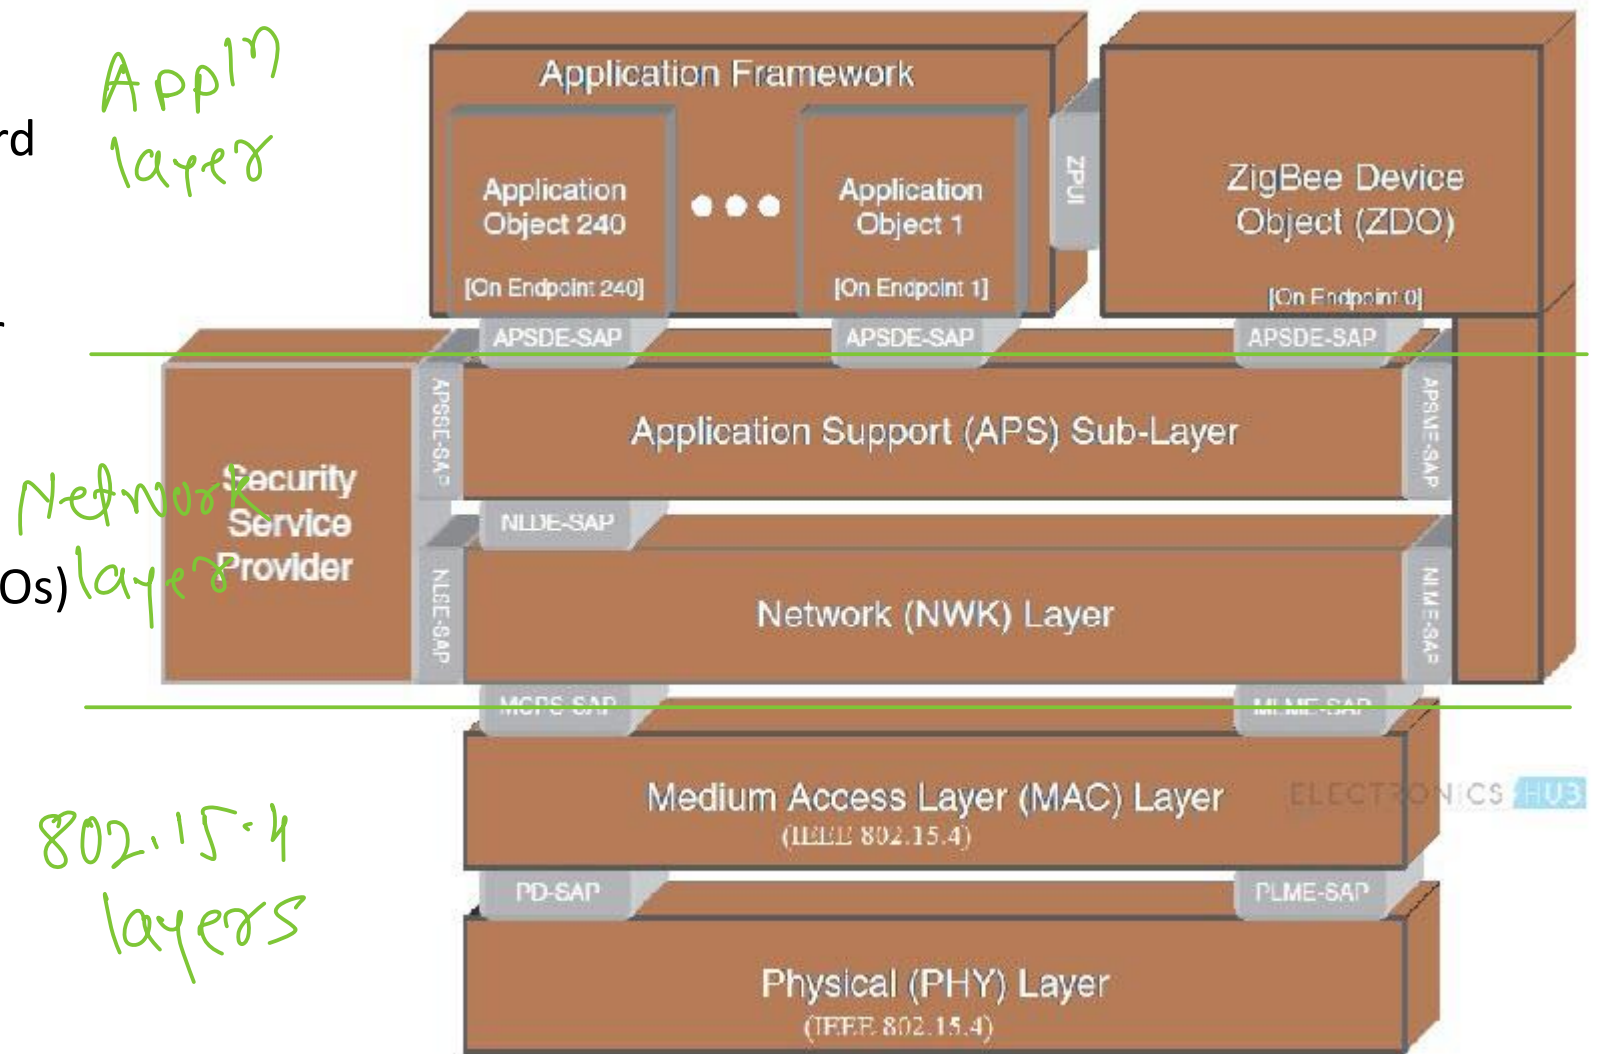 Appln
layer
rd
r
Os)
Network
layer
802.15.4
layers
Application Framework
Application
Object 240
[On Endpoint 240]
Application
Object 1
[On Endpoint 1]
ZPUI
ZigBee Device
Object (ZDO)
[On Endpoint 0]
APSDE-SAP
APSDE-SAP
APSDE-SAP
Security
Service
Provider
APSSE-SAP
Application Support (APS) Sub-Layer
APSME-SAP
NLDE-SAP
NLSE-SAP
Network (NWK) Layer
NLME-SAP
MCPS-SAP
MLME-SAP
Medium Access Layer (MAC) Layer
(IEEE 802.15.4)
ELECTRONICS HUB
PD-SAP
PLME-SAP
Physical (PHY) Layer
(IEEE 802.15.4)